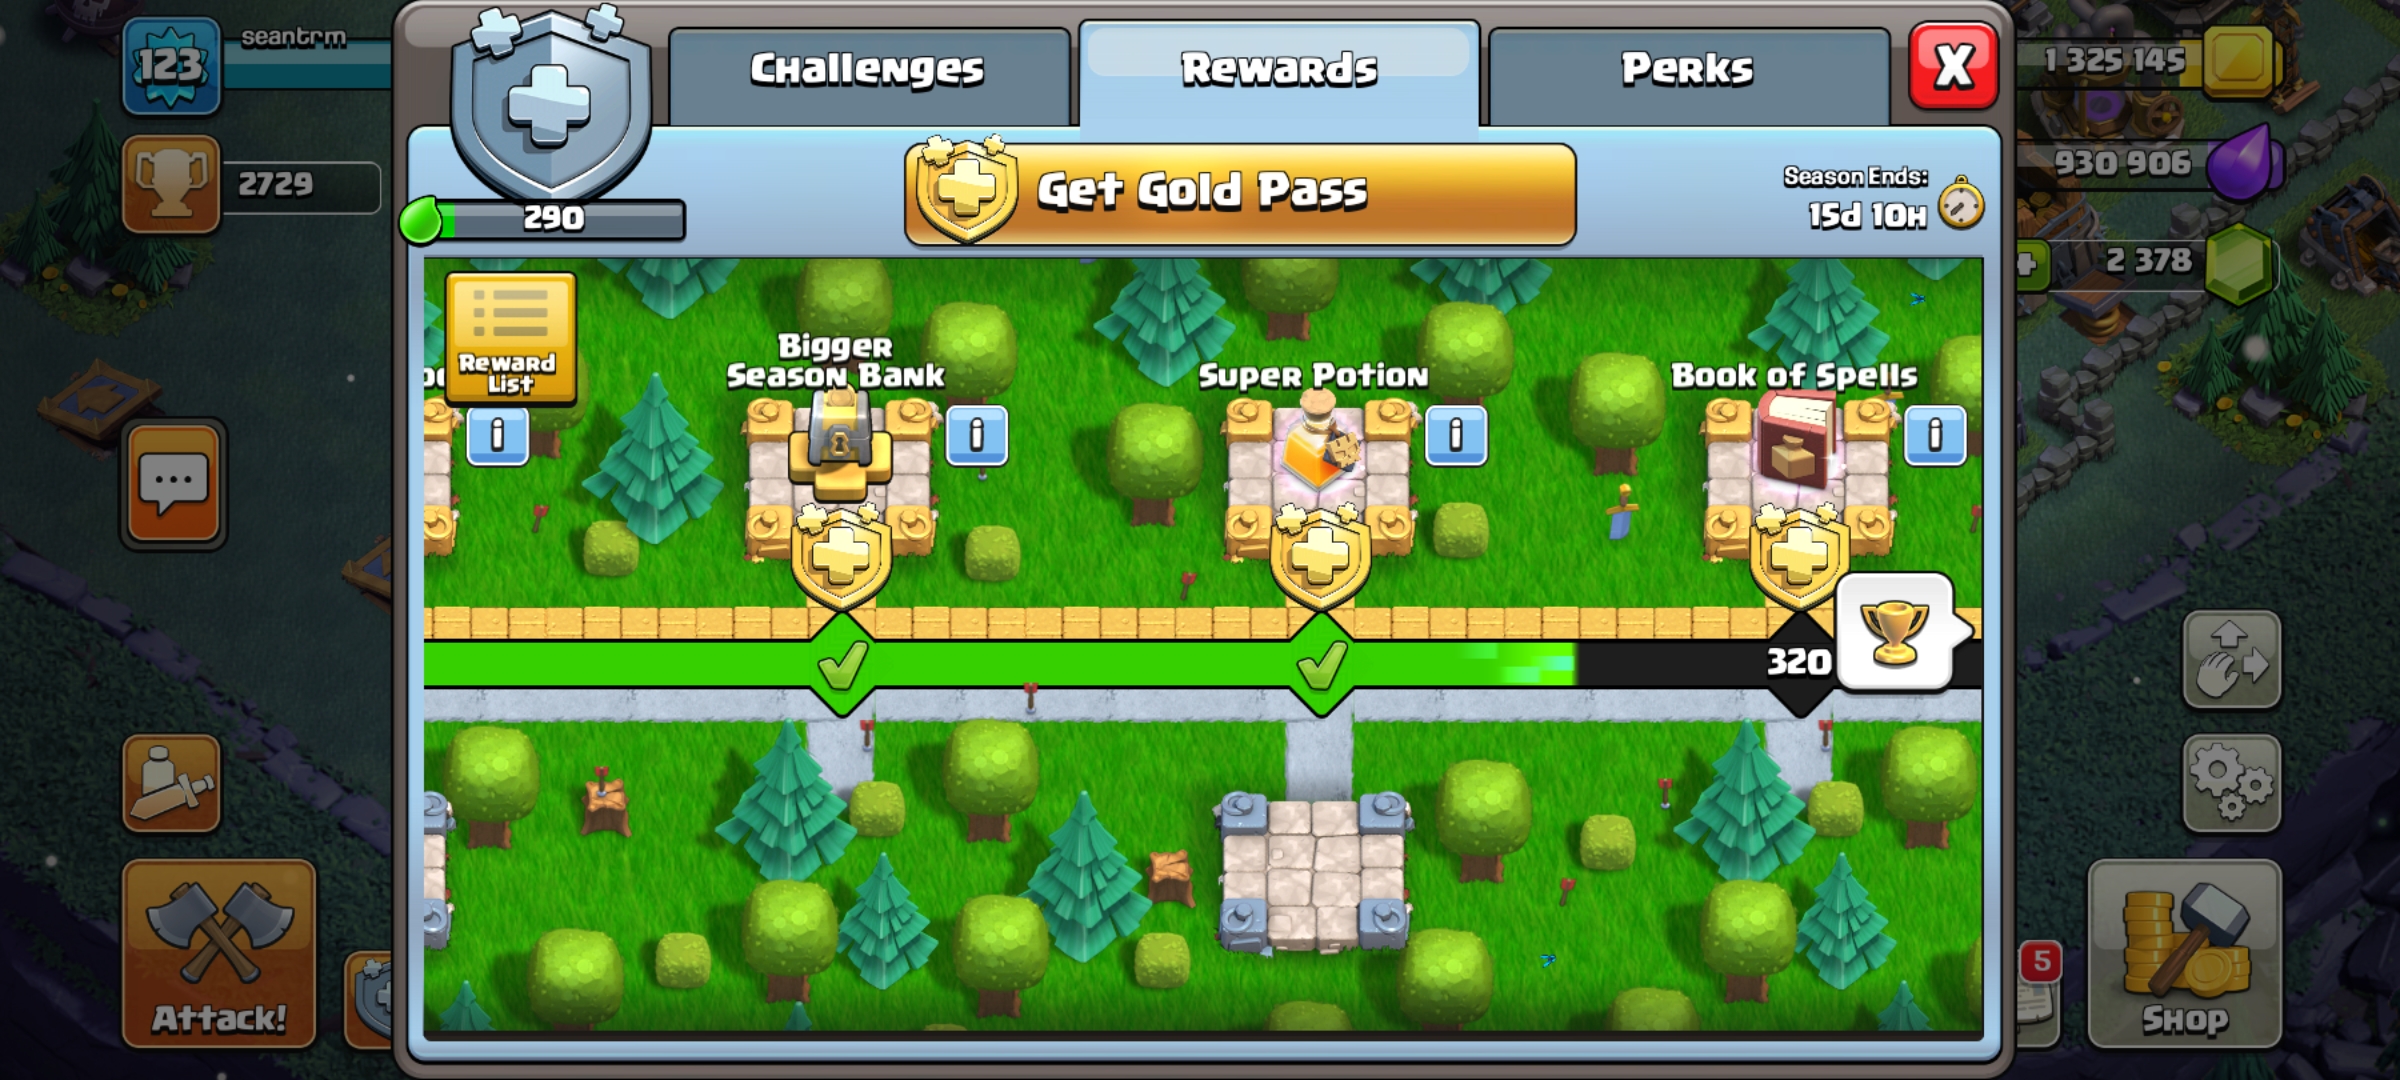 123
seantrm
2729
Challenges
Rewards
Perks
X
1 325 145
930 906
2 378
Get Gold Pass
Season Ends:
15d 10H
290
Reward
List
Bigger
Season Bank
Super Potion
Book of Spells
i
i
i
i
320
Attack!
5
Shop